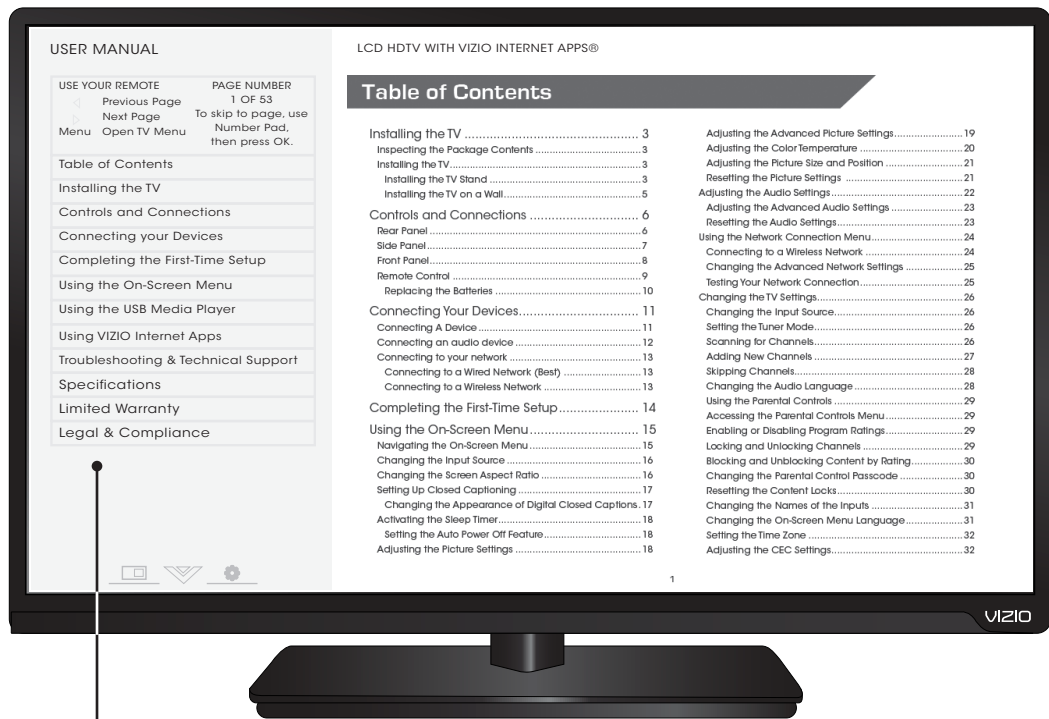 USER MANUAL
USE YOUR REMOTE
Previous Page
Next Page
Menu Open TV Menu
PAGE NUMBER
1 OF 53
To skip to page, use
Number Pad,
then press OK.
Table of Contents
Installing the TV
Controls and Connections
Connecting your Devices
Completing the First-Time Setup
Using the On-Screen Menu
Using the USB Media Player
Using VIZIO Internet Apps
Troubleshooting & Technical Support
Specifications
Limited Warranty
Legal & Compliance
LCD HDTV WITH VIZIO INTERNET APPS®
Table of Contents
Installing the TV ........ 3
Inspecting the Package Contents ........ 3
Installing the TV ........ 3
Installing the TV Stand ........ 3
Installing the TV on a Wall ........ 5
Controls and Connections ........ 6
Rear Panel ........ 6
Side Panel ........ 7
Front Panel ........ 8
Remote Control ........ 9
Replacing the Batteries ........ 10
Connecting Your Devices ........ 11
Connecting A Device ........ 11
Connecting an audio device ........ 12
Connecting to your network ........ 13
Connecting to a Wired Network (Best) ........ 13
Connecting to a Wireless Network ........ 13
Completing the First-Time Setup ........ 14
Using the On-Screen Menu ........ 15
Navigating the On-Screen Menu ........ 15
Changing the Input Source ........ 16
Changing the Screen Aspect Ratio ........ 16
Setting Up Closed Captioning ........ 17
Changing the Appearance of Digital Closed Captions . 17
Activating the Sleep Timer ........ 18
Setting the Auto Power Off Feature ........ 18
Adjusting the Picture Settings ........ 18
Adjusting the Advanced Picture Settings ........ 19
Adjusting the Color Temperature ........ 20
Adjusting the Picture Size and Position ........ 21
Resetting the Picture Settings ........ 21
Adjusting the Audio Settings ........ 22
Adjusting the Advanced Audio Settings ........ 23
Resetting the Audio Settings ........ 23
Using the Network Connection Menu ........ 24
Connecting to a Wireless Network ........ 24
Changing the Advanced Network Settings ........ 25
Testing Your Network Connection ........ 25
Changing the TV Settings ........ 26
Changing the Input Source ........ 26
Setting the Tuner Mode ........ 26
Scanning for Channels ........ 26
Adding New Channels ........ 27
Skipping Channels ........ 28
Changing the Audio Language ........ 28
Using the Parental Controls ........ 29
Accessing the Parental Controls Menu ........ 29
Enabling or Disabling Program Ratings ........ 29
Locking and Unlocking Channels ........ 29
Blocking and Unblocking Content by Rating ........ 30
Changing the Parental Control Passcode ........ 30
Resetting the Content Locks ........ 30
Changing the Names of the Inputs ........ 31
Changing the On-Screen Menu Language ........ 31
Setting the Time Zone ........ 32
Adjusting the CEC Settings ........ 32
1
VIZIO